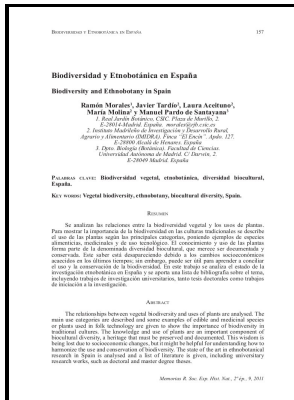 BIODIVERSIDAD Y ETNOBOTÁNICA EN ESPAÑA 157
Biodiversidad y Etnobotánica en España
Biodiversity and Ethnobotany in Spain
Ramón Morales¹, Javier Tardío², Laura Aceituno²,
María Molina² y Manuel Pardo de Santayana³
1. Real Jardín Botánico, CSIC. Plaza de Murillo, 2.
E-28014-Madrid. España. morales@rjb.csic.es
2. Instituto Madrileño de Investigación y Desarrollo Rural,
Agrario y Alimentario (IMIDRA). Finca "El Encín". Apdo. 127.
E-28800 Alcalá de Henares. España
3. Dpto. Biología (Botánica). Facultad de Ciencias.
Universidad Autónoma de Madrid. C/ Darwin, 2.
E-28049 Madrid. España
PALABRAS CLAVE: Biodiversidad vegetal, etnobotánica, diversidad biocultural,
España.
KEY WORDS: Vegetal biodiversity, ethnobotany, biocultural diversity, Spain.
RESUMEN
Se analizan las relaciones entre la biodiversidad vegetal y los usos de plantas.
Para mostrar la importancia de la biodiversidad en las culturas tradicionales se describe
el uso de las plantas según las principales categorías, poniendo ejemplos de especies
alimenticias, medicinales y de uso tecnológico. El conocimiento y uso de las plantas
forma parte de la denominada diversidad biocultural, que merece ser documentada y
conservada. Este saber está desapareciendo debido a los cambios socioeconómicos
acaecidos en los últimos tiempos; sin embargo, puede ser útil para aprender a conciliar
el uso y la conservación de la biodiversidad. En este trabajo se analiza el estado de la
investigación etnobotánica en España y se aporta una lista de bibliografía sobre el tema,
incluyendo trabajos de investigación universitarios, tanto tesis doctorales como trabajos
de iniciación a la investigación.
ABSTRACT
The relationships between vegetal biodiversity and uses of plants are analysed. The
main use categories are described and some examples of edible and medicinal species
or plants used in folk technology are given to show the importance of biodiversity in
traditional cultures. The knowledge and use of plants are an important component of
biocultural diversity, a heritage that must be preserved and documented. This wisdom is
being lost due to socioeconomic changes, but it might be helpful for understanding how to
harmonize the use and conservation of biodiversity. The state of the art in ethnobotanical
research in Spain is analysed and a list of literature is given, including universitary
research works, such as doctoral and master degree theses.
Memorias R. Soc. Esp. Hist. Nat., 2ª ép., 9, 2011